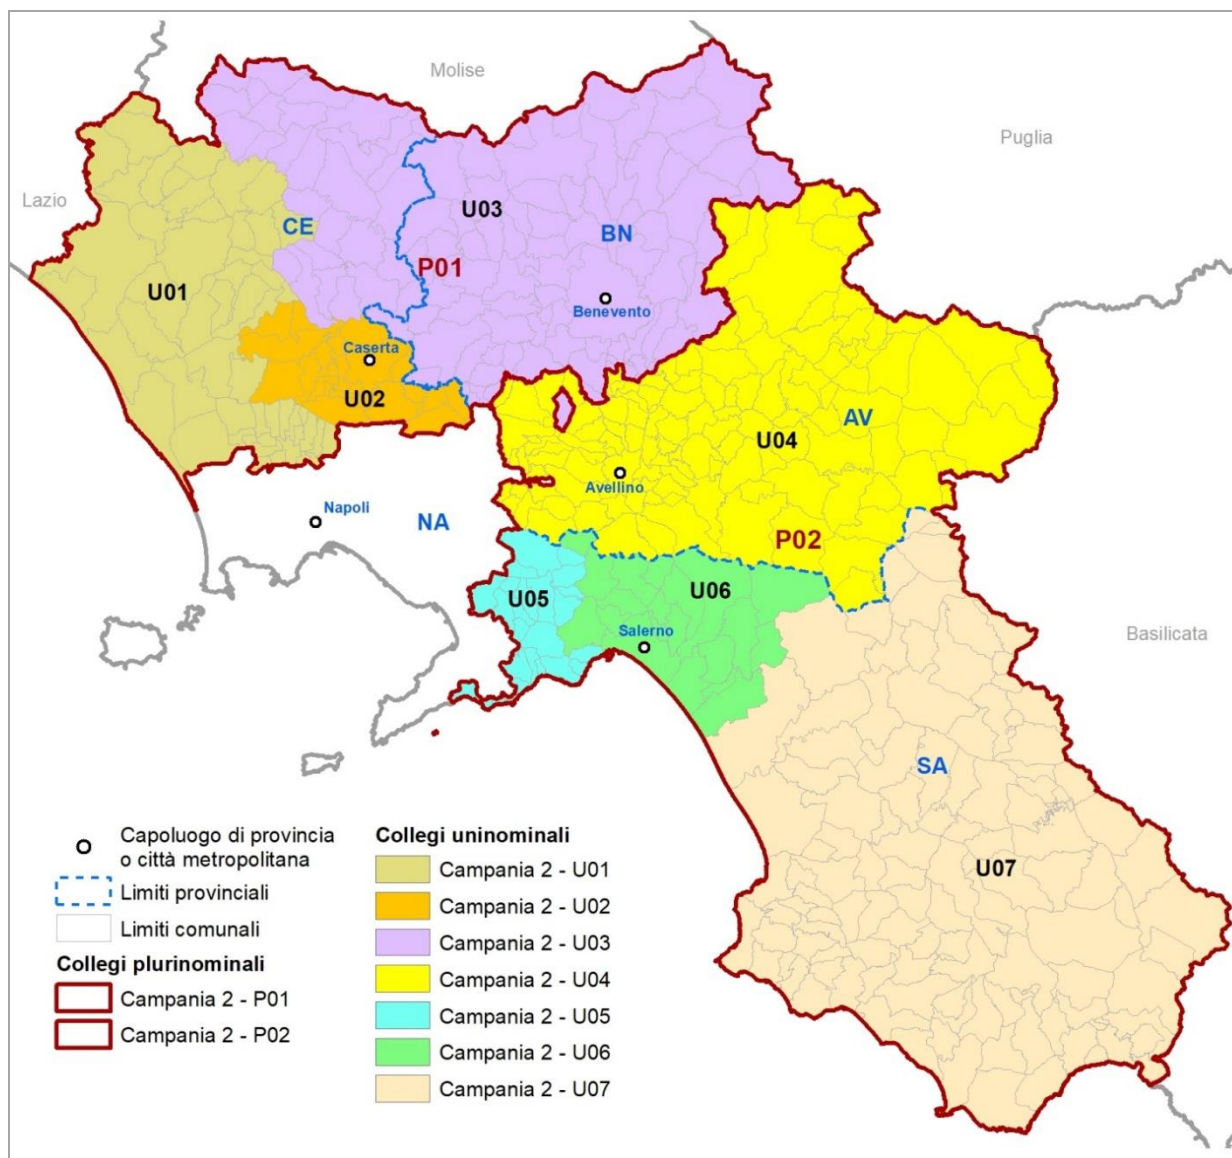 Molise
Puglia
Lazio
CE
U03
BN
P01
U01
Benevento
Caserta
U02
AV
U04
Avellino
Napoli
NA
P02
U05
U06
Salerno
Basilicata
SA
U07
Capoluogo di provincia
o città metropolitana
Limiti provinciali
Limiti comunali
Collegi plurinominali
Campania 2 - P01
Campania 2 - P02
Collegi uninominali
Campania 2 - U01
Campania 2 - U02
Campania 2 - U03
Campania 2 - U04
Campania 2 - U05
Campania 2 - U06
Campania 2 - U07